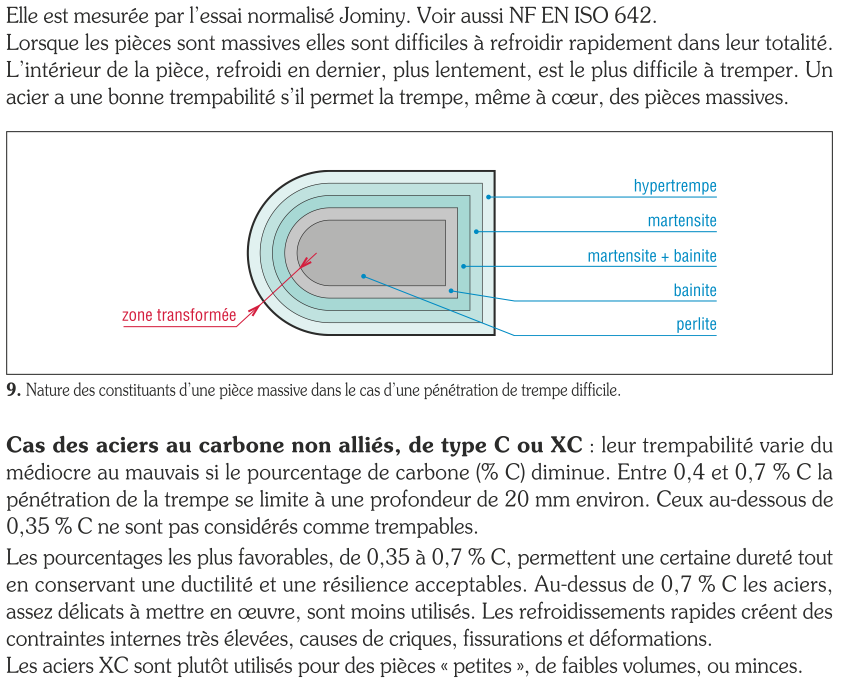 Elle est mesurée par l'essai normalisé Jominy. Voir aussi NF EN ISO 642.
Lorsque les pièces sont massives elles sont difficiles à refroidir rapidement dans leur totalité.
L'intérieur de la pièce, refroidi en dernier, plus lentement, est le plus difficile à tremper. Un
acier a une bonne trempabilité s'il permet la trempe, même à cœur, des pièces massives.
hypertrempe
martensite
martensite + bainite
bainite
perlite
zone transformée
9. Nature des constituants d'une pièce massive dans le cas d'une pénétration de trempe difficile.
Cas des aciers au carbone non alliés, de type C ou XC : leur trempabilité varie du
médiocre au mauvais si le pourcentage de carbone (% C) diminue. Entre 0,4 et 0,7 % C la
pénétration de la trempe se limite à une profondeur de 20 mm environ. Ceux au-dessous de
0,35 % C ne sont pas considérés comme trempables.
Les pourcentages les plus favorables, de 0,35 à 0,7 % C, permettent une certaine dureté tout
en conservant une ductilité et une résilience acceptables. Au-dessus de 0,7 % C les aciers,
assez délicats à mettre en œuvre, sont moins utilisés. Les refroidissements rapides créent des
contraintes internes très élevées, causes de criques, fissurations et déformations.
Les aciers XC sont plutôt utilisés pour des pièces « petites », de faibles volumes, ou minces.